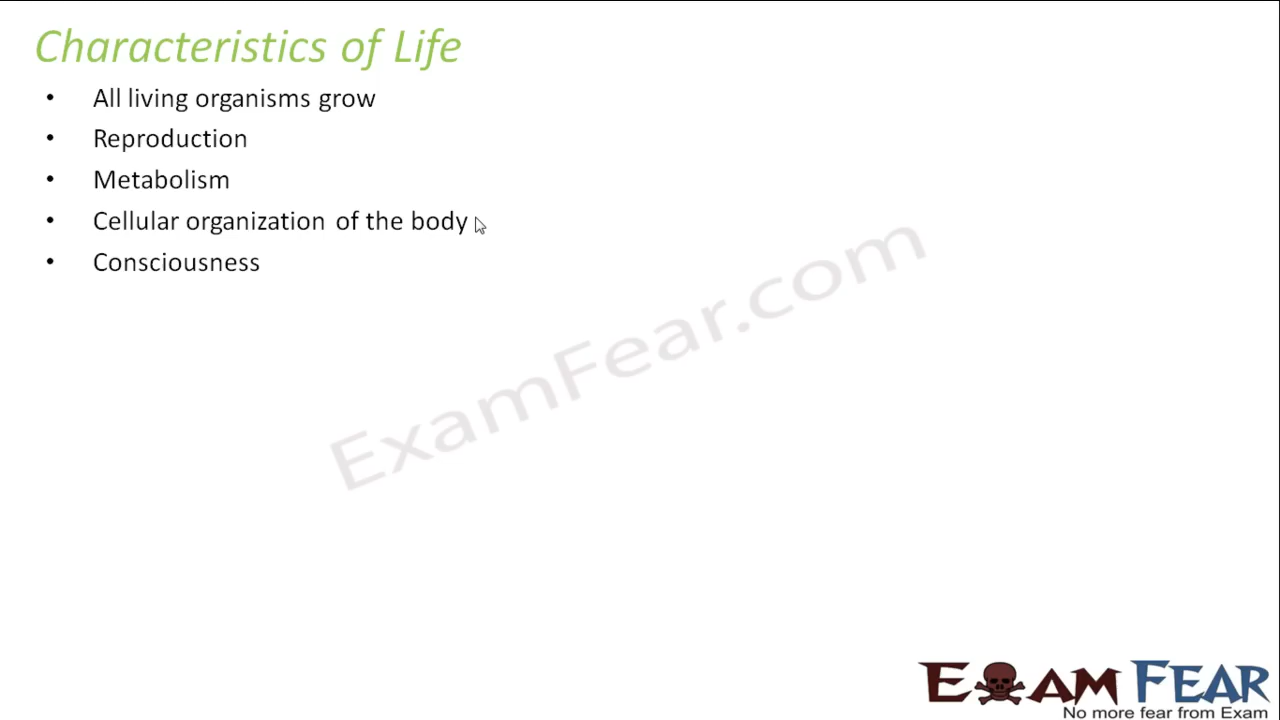 Characteristics of Life
• All living organisms grow
• Reproduction
• Metabolism
• Cellular organization of the body
• Consciousness
ExamFear.com
EXAM FEAR
No more fear from Exam